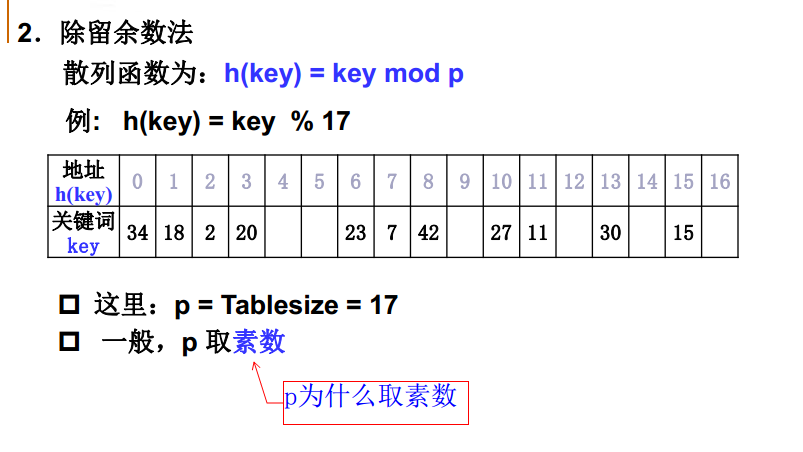 2．除留余数法
散列函数为：h(key) = key mod p
例: h(key) = key % 17
地址 h(key) 0 1 2 3 4 5 6 7 8 9 10 11 12 13 14 15 16
关键词 key 34 18 2 20 23 7 42 27 11 30 15
这里：p = Tablesize = 17
一般，p 取素数
p为什么取素数